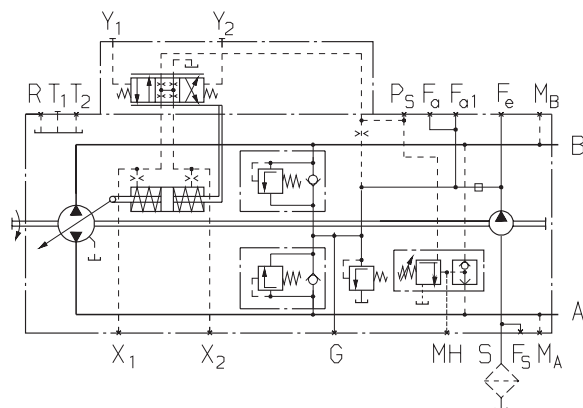 Y1 Y2
R T1 T2 PS Fa Fa1 Fe MB
B
A
X1 X2 G MH S FS MA